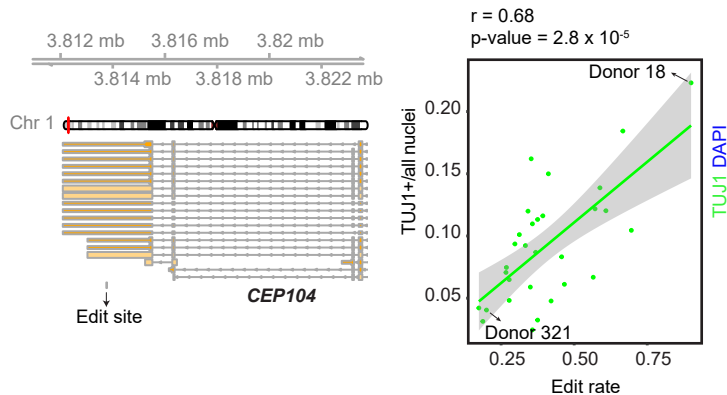 3.812 mb
3.816 mb
3.82 mb
3.814 mb
3.818 mb
3.822 mb
Chr 1
CEP104
Edit site
r = 0.68
p-value = 2.8 x 10⁻⁵
Donor 18
0.20
0.15
0.10
0.05
TUJ1+/all nuclei
Donor 321
0.25
0.50
0.75
Edit rate
TUJ1 DAPI